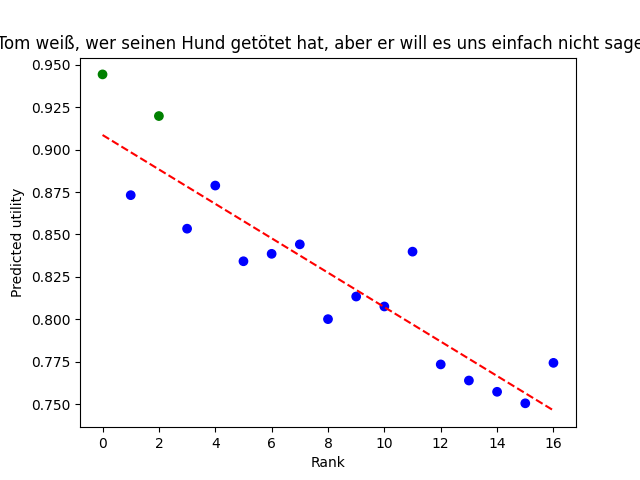 Tom weiß, wer seinen Hund getötet hat, aber er will es uns einfach nicht sage
0.950
0.925
0.900
0.875
0.850
0.825
0.800
0.775
0.750
Predicted utility
0 2 4 6 8 10 12 14 16
Rank